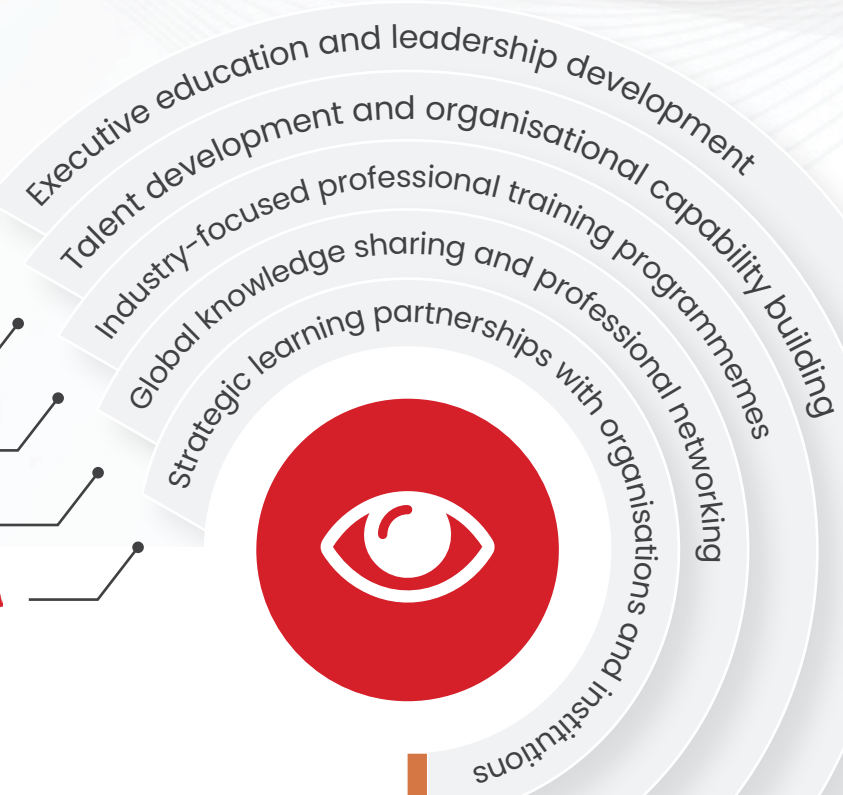 Executive education and leadership development
Talent development and organisational capability building
Industry-focused professional training programmemes
Global knowledge sharing and professional networking
Strategic learning partnerships with organisations and institutions